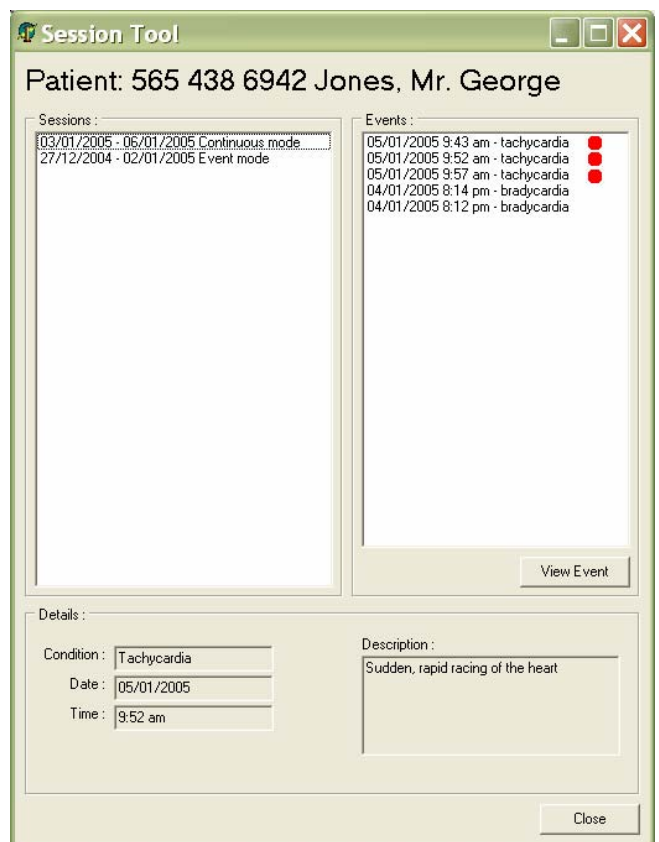 Session Tool
Patient: 565 438 6942 Jones, Mr. George
Sessions :
03/01/2005 - 06/01/2005 Continuous mode
27/12/2004 - 02/01/2005 Event mode
Events :
05/01/2005 9:43 am - tachycardia
05/01/2005 9:52 am - tachycardia
05/01/2005 9:57 am - tachycardia
04/01/2005 8:14 pm - bradycardia
04/01/2005 8:12 pm - bradycardia
View Event
Details :
Condition : Tachycardia
Date : 05/01/2005
Time : 9:52 am
Description :
Sudden, rapid racing of the heart
Close